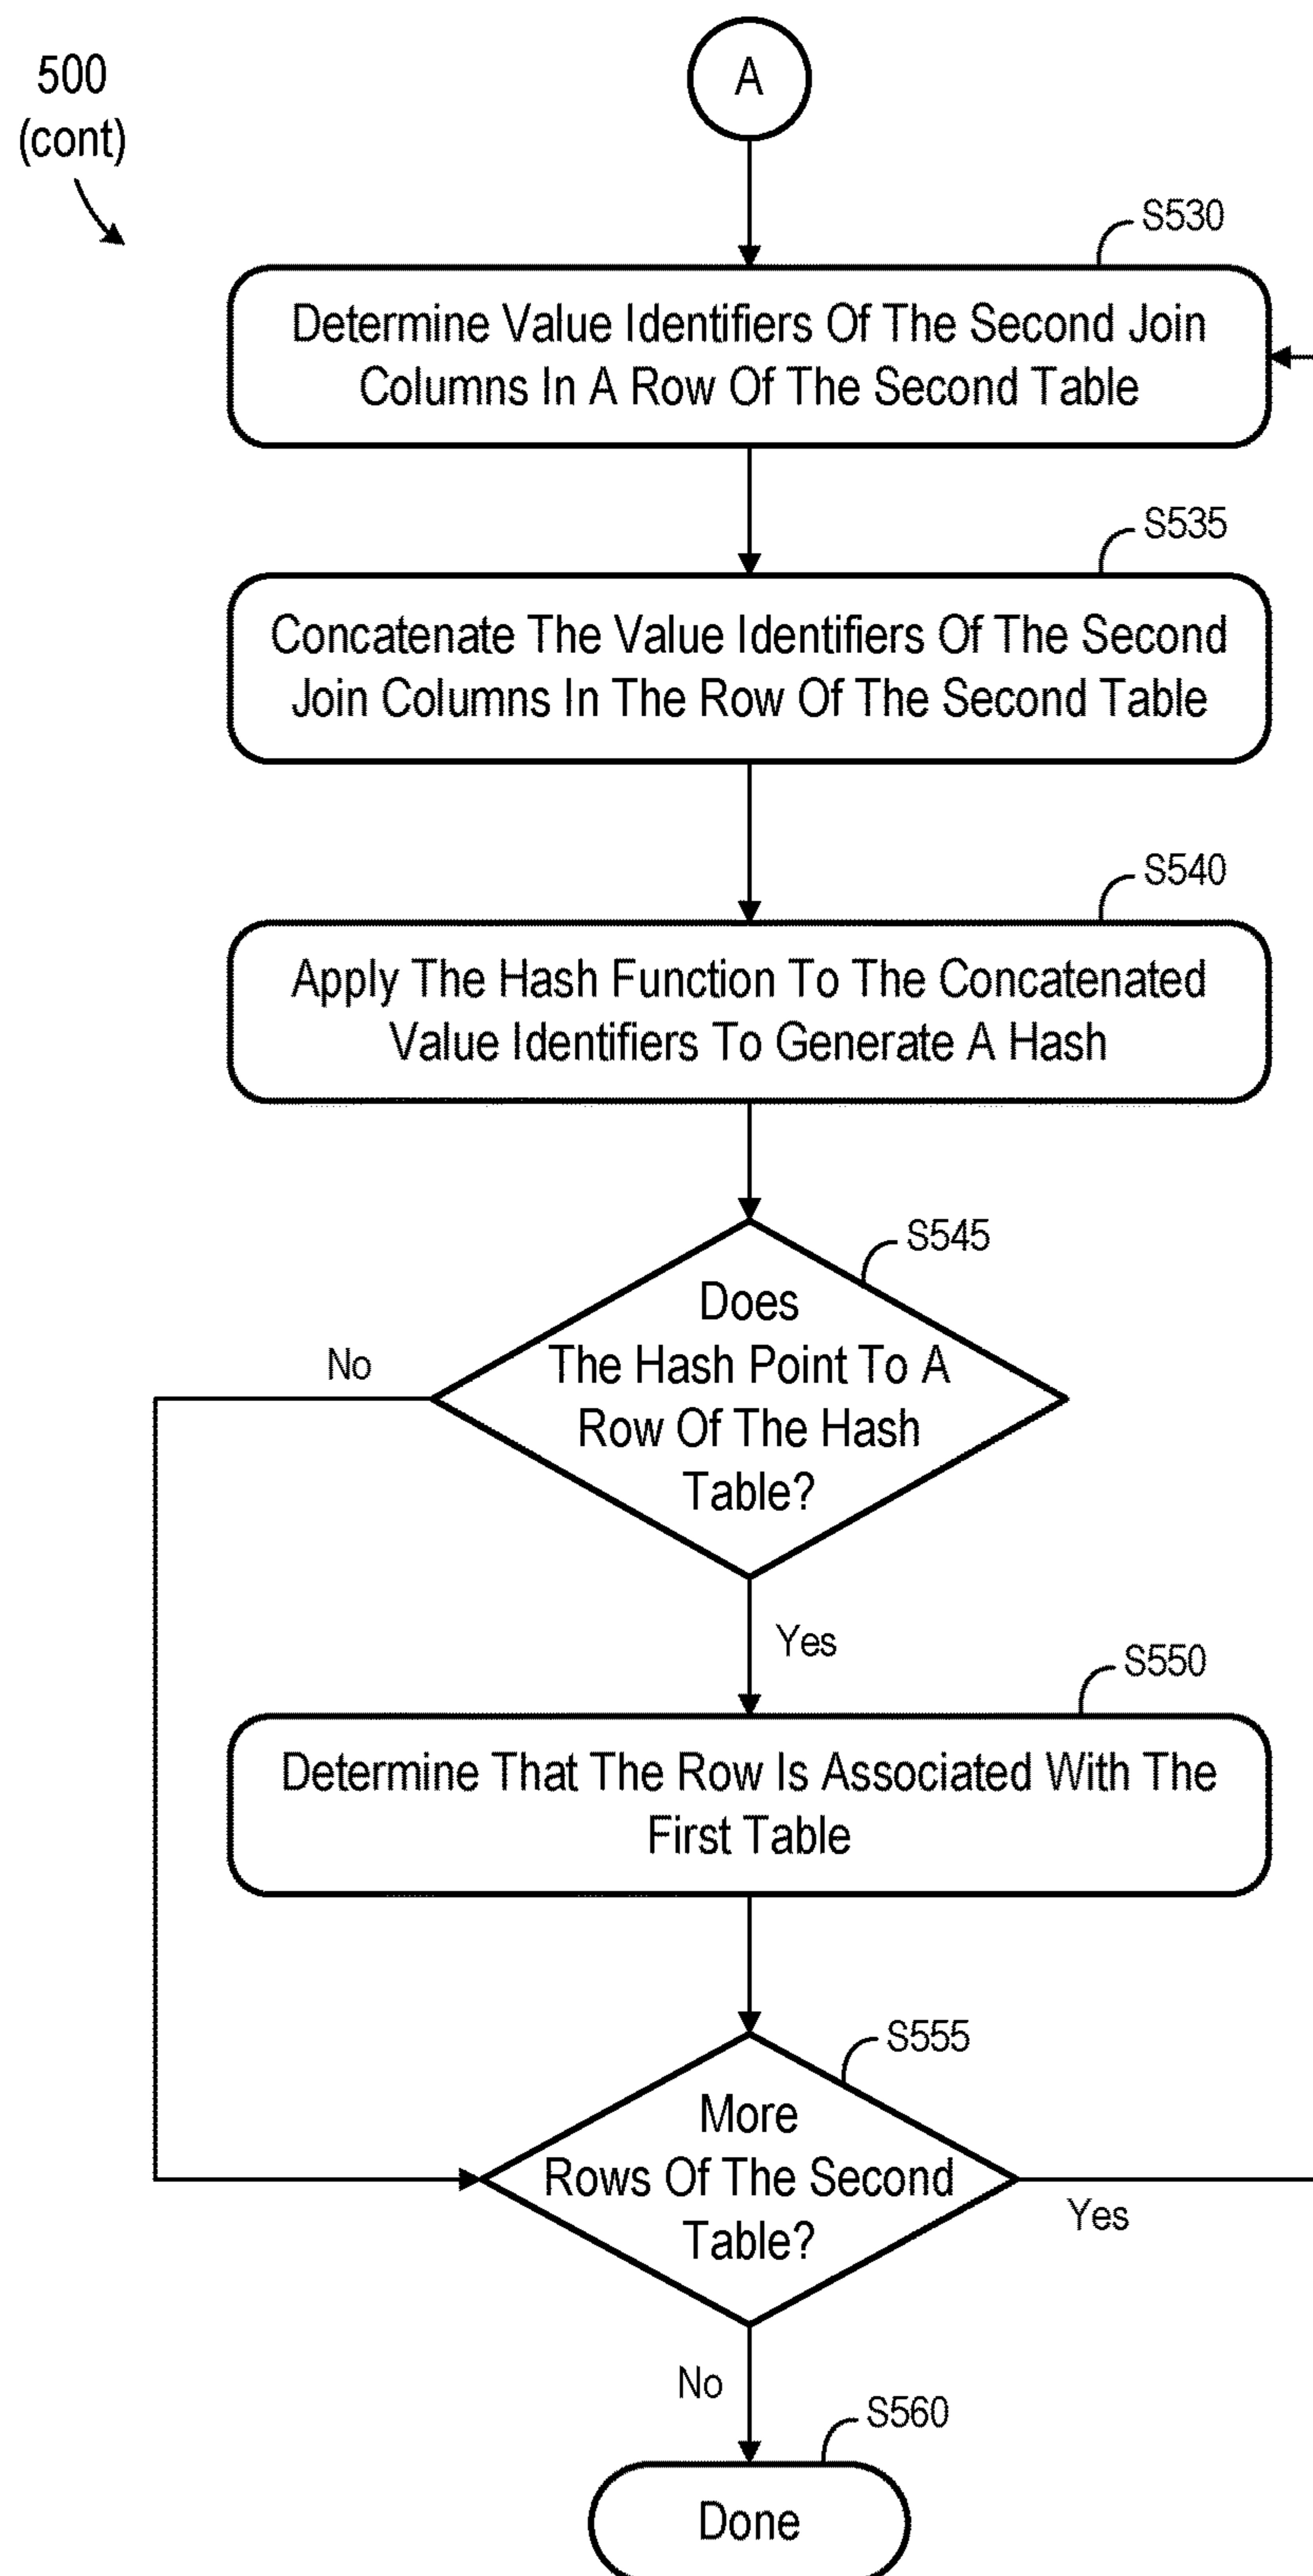 500
(cont)
A
S530
Determine Value Identifiers Of The Second Join
Columns In A Row Of The Second Table
S535
Concatenate The Value Identifiers Of The Second
Join Columns In The Row Of The Second Table
S540
Apply The Hash Function To The Concatenated
Value Identifiers To Generate A Hash
S545
Does
The Hash Point To A
Row Of The Hash
Table?
No
Yes
S550
Determine That The Row Is Associated With The
First Table
S555
More
Rows Of The Second
Table?
Yes
No
S560
Done